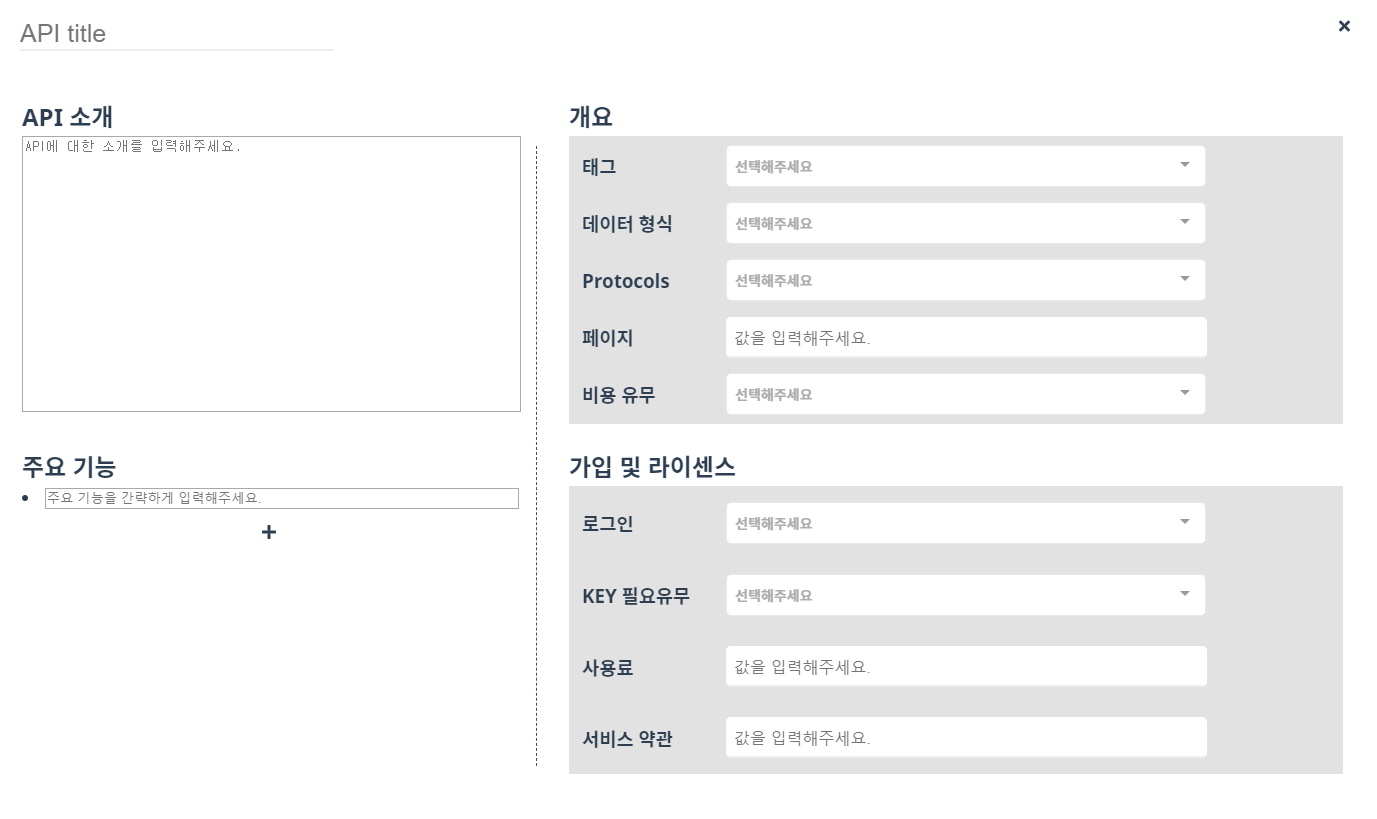 API title
API 소개
API에 대한 소개를 입력해주세요.
주요 기능
주요 기능을 간략하게 입력해주세요.
개요
태그 선택해주세요
데이터 형식 선택해주세요
Protocols 선택해주세요
페이지 값을 입력해주세요.
비용 유무 선택해주세요
가입 및 라이센스
로그인 선택해주세요
KEY 필요유무 선택해주세요
사용료 값을 입력해주세요.
서비스 약관 값을 입력해주세요.